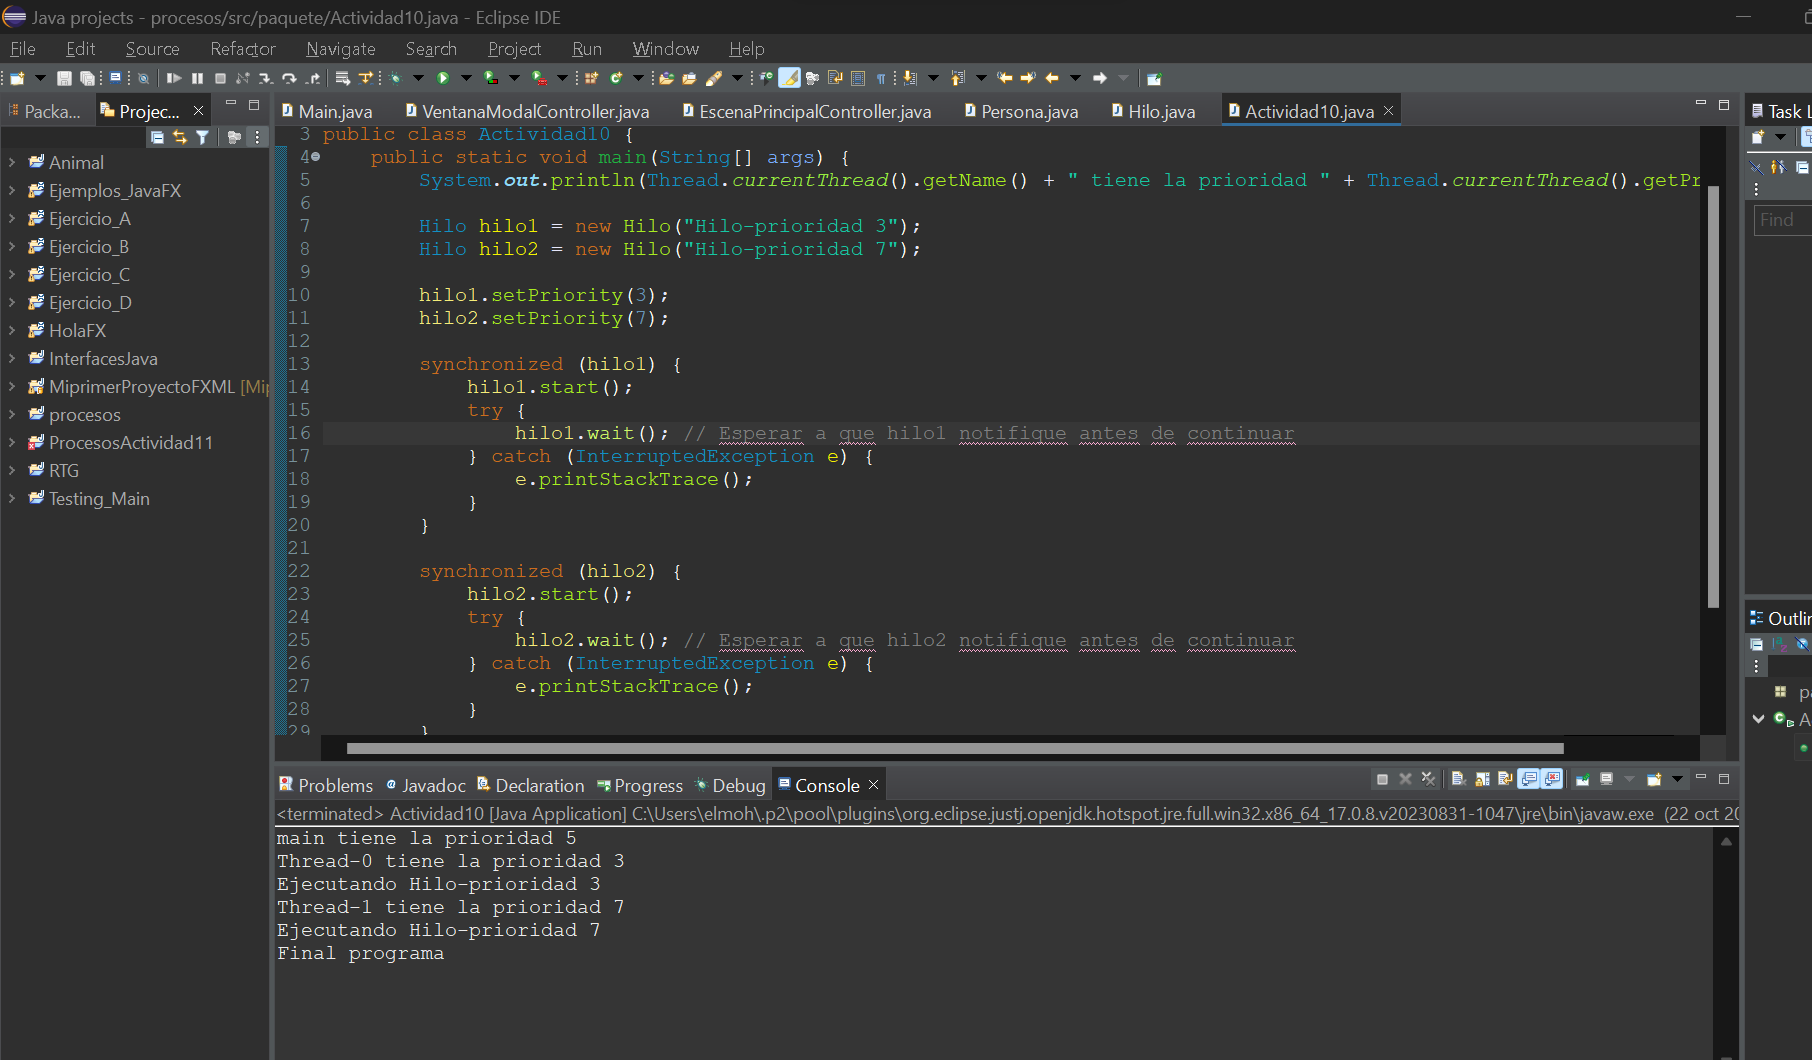 Java projects - procesos/src/paquete/Actividad10.java - Eclipse IDE
File Edit Source Refactor Navigate Search Project Run Window Help
Packa... Projec...
Main.java VentanaModalController.java EscenaPrincipalController.java Persona.java Hilo.java Actividad10.java
Task L
Find
Animal
Ejemplos_JavaFX
Ejercicio_A
Ejercicio_B
Ejercicio_C
Ejercicio_D
HolaFX
InterfacesJava
MiprimerProyectoFXML [Mip
procesos
ProcesosActividad11
RTG
Testing_Main
3 public class Actividad10 {
4 public static void main(String[] args) {
5 System.out.println(Thread.currentThread().getName() + " tiene la prioridad " + Thread.currentThread().getPr
6
7 Hilo hilo1 = new Hilo("Hilo-prioridad 3");
8 Hilo hilo2 = new Hilo("Hilo-prioridad 7");
9
10 hilo1.setPriority(3);
11 hilo2.setPriority(7);
12
13 synchronized (hilo1) {
14 hilo1.start();
15 try {
16 hilo1.wait(); // Esperar a que hilo1 notifique antes de continuar
17 } catch (InterruptedException e) {
18 e.printStackTrace();
19 }
20 }
21
22 synchronized (hilo2) {
23 hilo2.start();
24 try {
25 hilo2.wait(); // Esperar a que hilo2 notifique antes de continuar
26 } catch (InterruptedException e) {
27 e.printStackTrace();
28 }
29 }
Outlin
pa
A
Problems Javadoc Declaration Progress Debug Console
<terminated> Actividad10 [Java Application] C:\Users\elmoh\.p2\pool\plugins\org.eclipse.justj.openjdk.hotspot.jre.full.win32.x86_64_17.0.8.v20230831-1047\jre\bin\javaw.exe (22 oct 20
main tiene la prioridad 5
Thread-0 tiene la prioridad 3
Ejecutando Hilo-prioridad 3
Thread-1 tiene la prioridad 7
Ejecutando Hilo-prioridad 7
Final programa